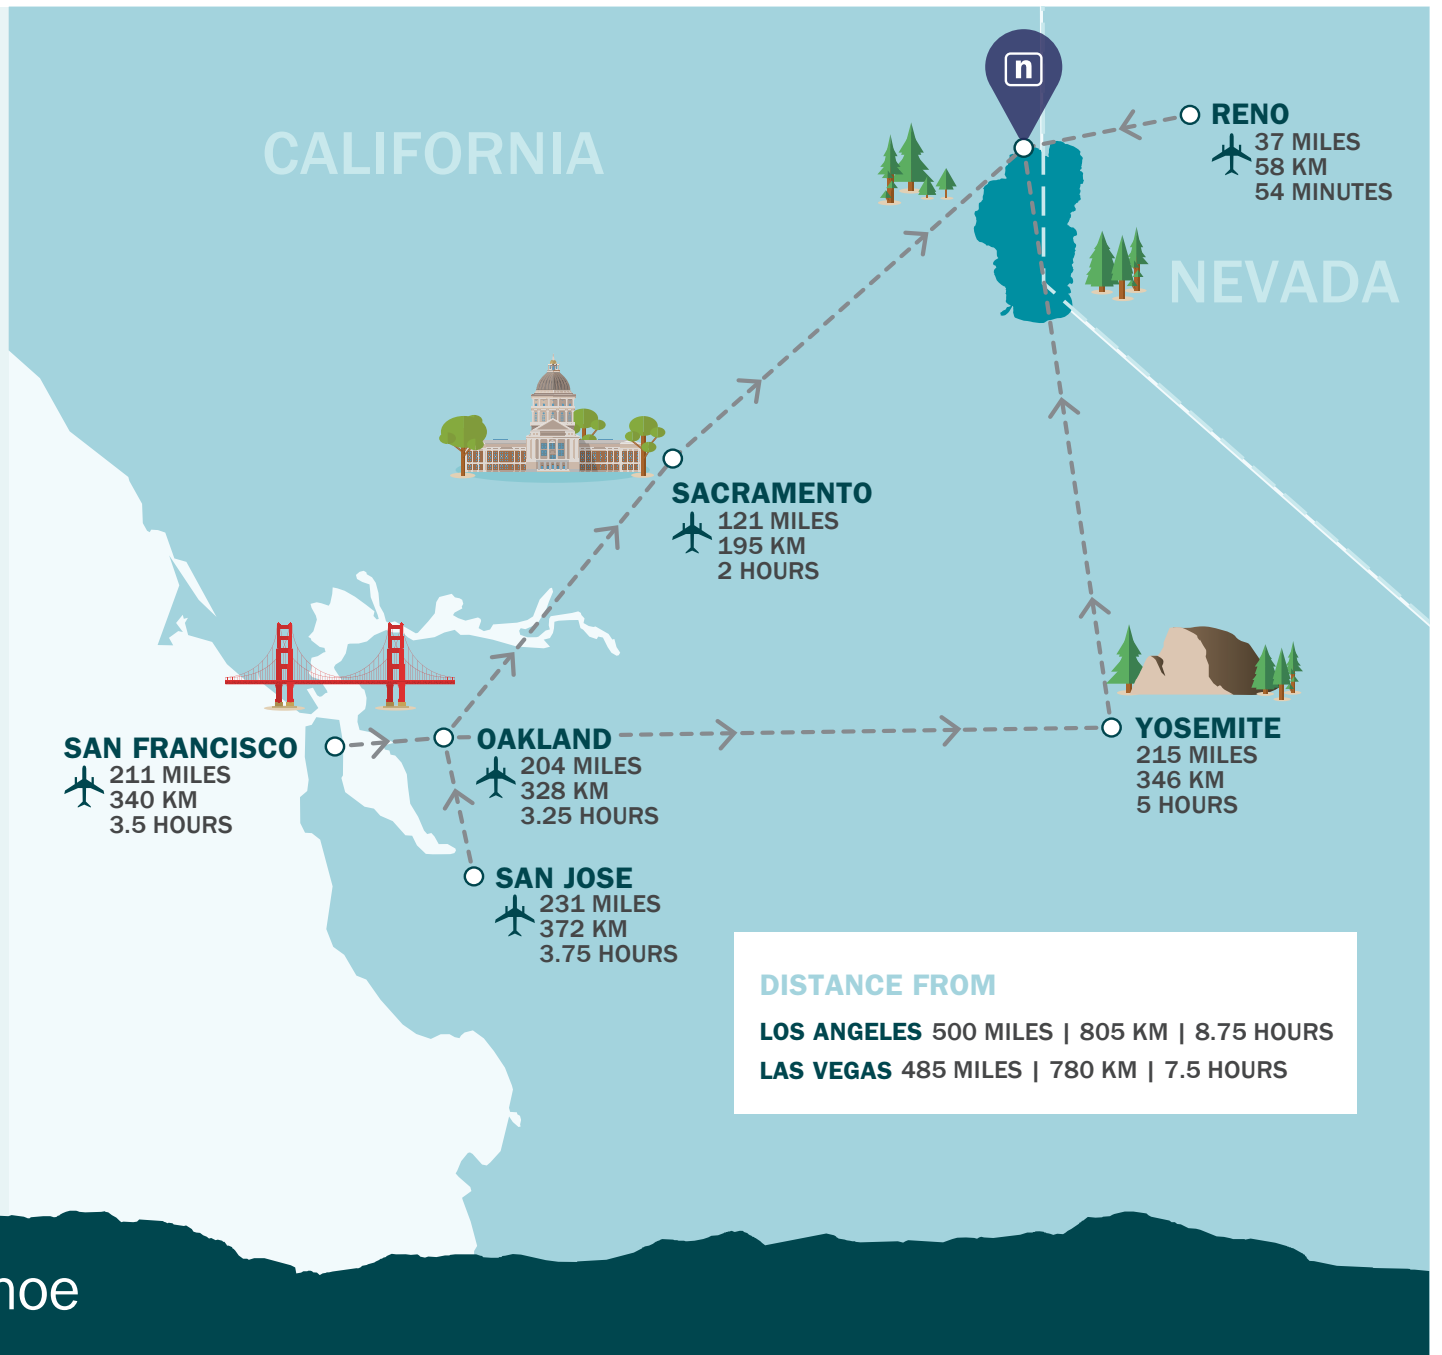 n
CALIFORNIA
RENO
37 MILES
58 KM
54 MINUTES
NEVADA
SACRAMENTO
121 MILES
195 KM
2 HOURS
SAN FRANCISCO
211 MILES
340 KM
3.5 HOURS
OAKLAND
204 MILES
328 KM
3.25 HOURS
YOSEMITE
215 MILES
346 KM
5 HOURS
SAN JOSE
231 MILES
372 KM
3.75 HOURS
DISTANCE FROM
LOS ANGELES 500 MILES | 805 KM | 8.75 HOURS
LAS VEGAS 485 MILES | 780 KM | 7.5 HOURS